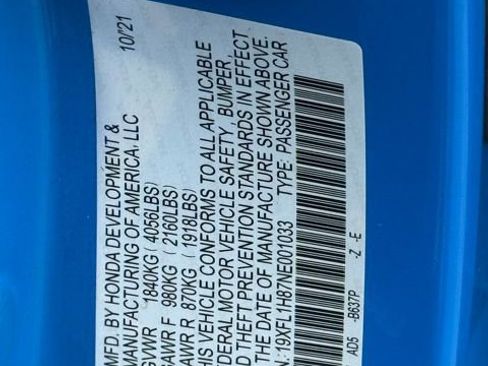 MFD. BY HONDA DEVELOPMENT & 10/21
MANUFACTURING OF AMERICA, LLC
GVWR 1840KG (4056LBS)
GAWR F 980KG (2160LBS)
GAWR R 870KG (1918LBS)
THIS VEHICLE CONFORMS TO ALL APPLICABLE
FEDERAL MOTOR VEHICLE SAFETY, BUMPER,
AND THEFT PREVENTION STANDARDS IN EFFECT
ON THE DATE OF MANUFACTURE SHOWN ABOVE.
VIN: 19XFL1H87NE001033 TYPE: PASSENGER CAR
AD5 -B637P -Z -E